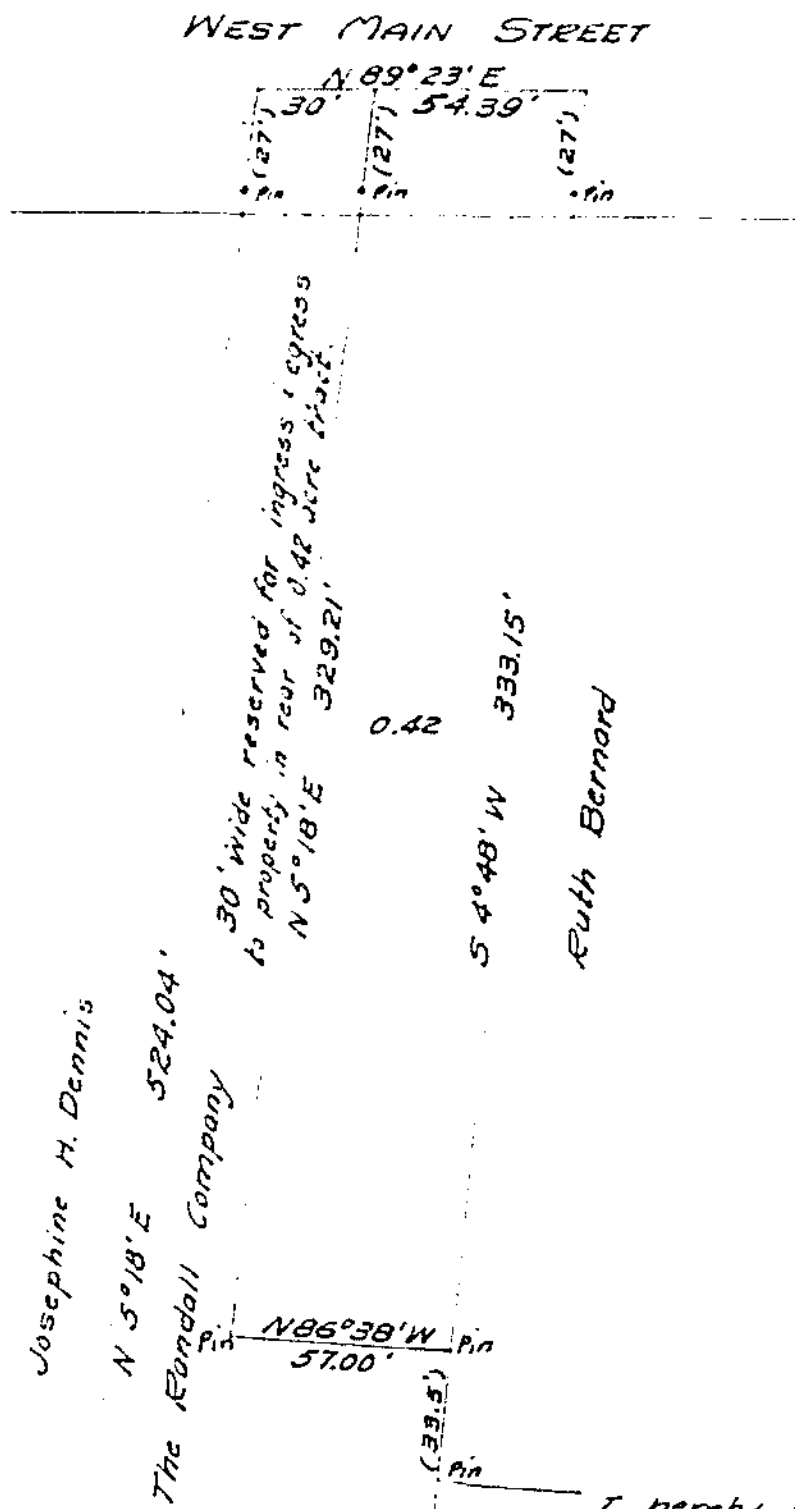 WEST MAIN STREET
N 89°23' E
30' 54.39'
(27') (27') (27')
Pin Pin Pin
30' wide reserved for ingress & egress
to property in rear of 0.42 acre tract.
N 5°18' E 329.21'
0.42
S 4°48' W 333.15'
Ruth Bernard
Josephine H. Dennis
N 5°18' E 524.04'
The Randall Company
Pin N86°38'W Pin
57.00'
(33.5')
Pin
I hereby